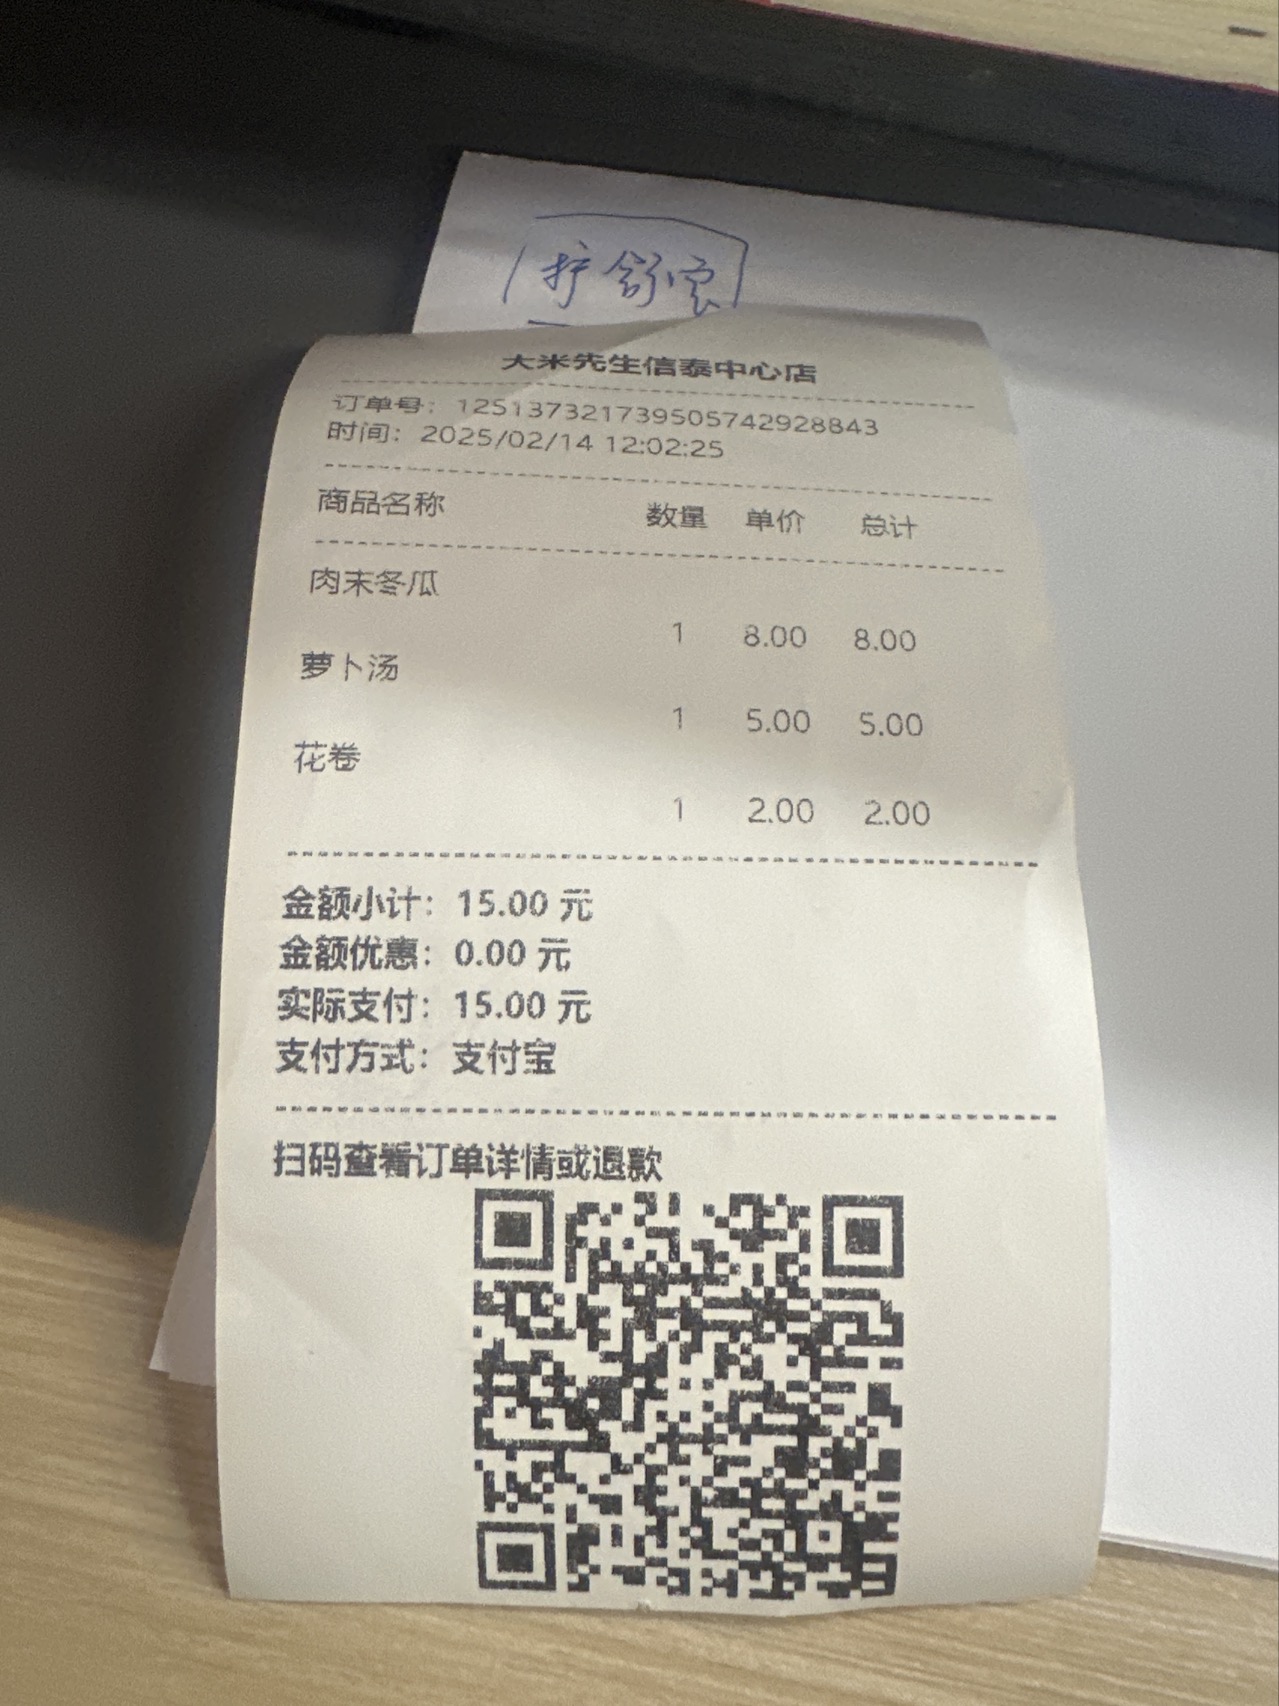 护舒宝
大米先生信泰中心店
订单号：1251373217395057429​28843
时间：2025/02/14 12:02:25
商品名称 数量 单价 总计
肉末冬瓜
1 8.00 8.00
萝卜汤
1 5.00 5.00
花卷
1 2.00 2.00
金额小计：15.00 元
金额优惠：0.00 元
实际支付：15.00 元
支付方式：支付宝
扫码查看订单详情或退款